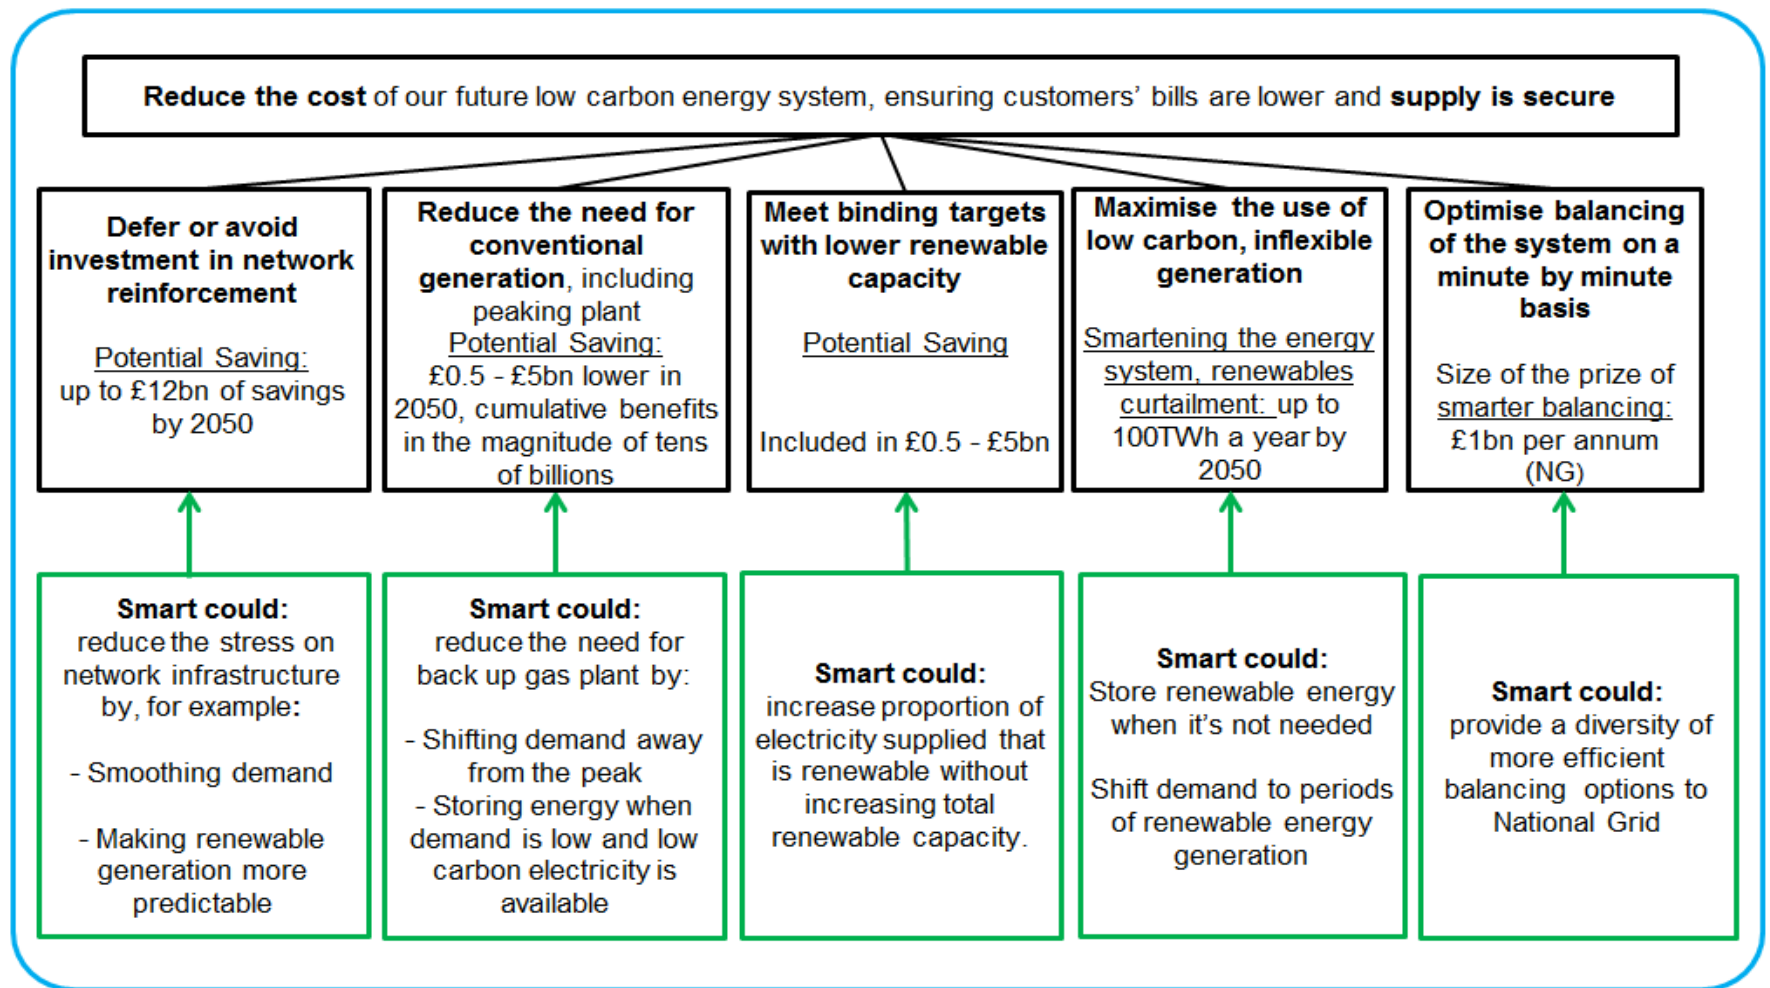 Reduce the cost of our future low carbon energy system, ensuring customers’ bills are lower and supply is secure
Defer or avoid
investment in network
reinforcement
Potential Saving:
up to £12bn of savings
by 2050
Reduce the need for
conventional
generation, including
peaking plant
Potential Saving:
£0.5 - £5bn lower in
2050, cumulative benefits
in the magnitude of tens
of billions
Meet binding targets
with lower renewable
capacity
Potential Saving
Included in £0.5 - £5bn
Maximise the use of
low carbon, inflexible
generation
Smartening the energy
system, renewables
curtailment: up to
100TWh a year by
2050
Optimise balancing
of the system on a
minute by minute
basis
Size of the prize of
smarter balancing:
£1bn per annum
(NG)
Smart could:
reduce the stress on
network infrastructure
by, for example:
- Smoothing demand
- Making renewable
generation more
predictable
Smart could:
reduce the need for
back up gas plant by:
- Shifting demand away
from the peak
- Storing energy when
demand is low and low
carbon electricity is
available
Smart could:
increase proportion of
electricity supplied that
is renewable without
increasing total
renewable capacity.
Smart could:
Store renewable energy
when it’s not needed
Shift demand to periods
of renewable energy
generation
Smart could:
provide a diversity of
more efficient
balancing options to
National Grid